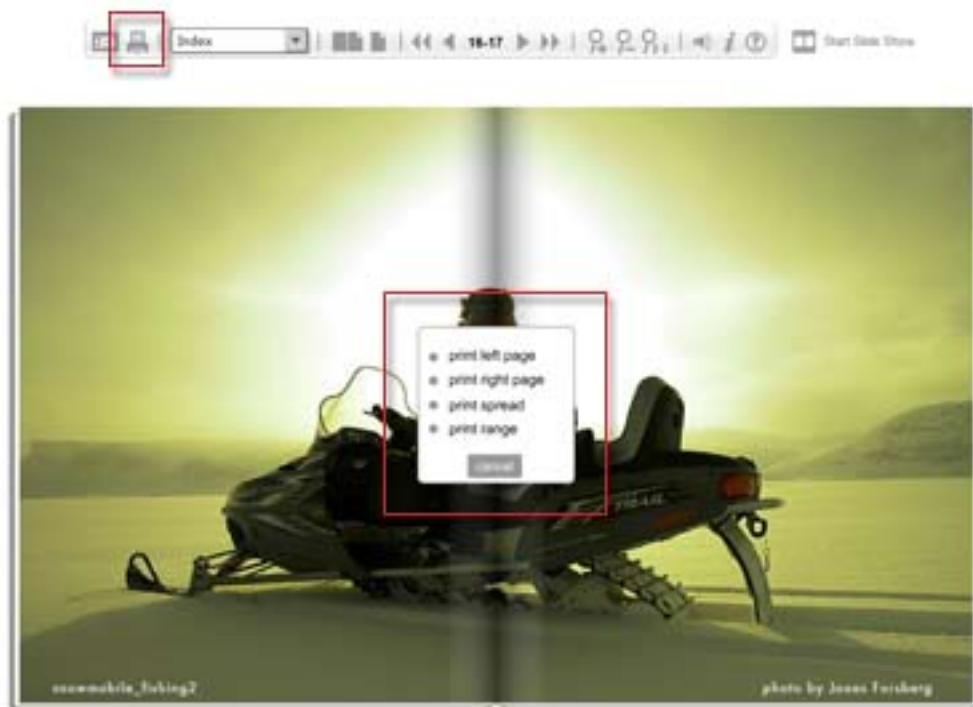 Index
16-17
Start Slide Show
print left page
print right page
print spread
print range
cancel
snowmobile_fishing2
photo by Jonas Forsberg